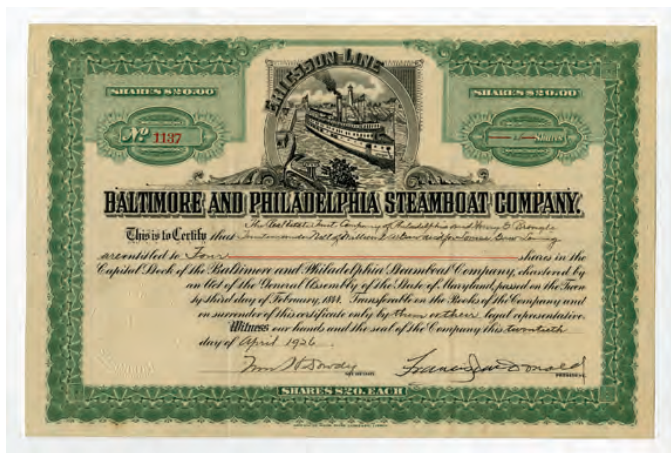 ERICSSON LINE
SHARES $20.00
SHARES $20.00
No 1137
Shares
BALTIMORE AND PHILADELPHIA STEAMBOAT COMPANY.
The Real Estate Trust Company of Philadelphia and Henry
This is to Certify that
are entitled to Four shares in the
Capital Stock of the Baltimore and Philadelphia Steamboat Company, chartered by
an Act of the General Assembly of the State of Maryland, passed on the Twen
ty third day of February, 1844. Transferable on the Books of the Company and
on surrender of this certificate only by them or their legal representative.
Witness our hands and the seal of the Company this twentieth
day of April 1926.
SHARES $20. EACH